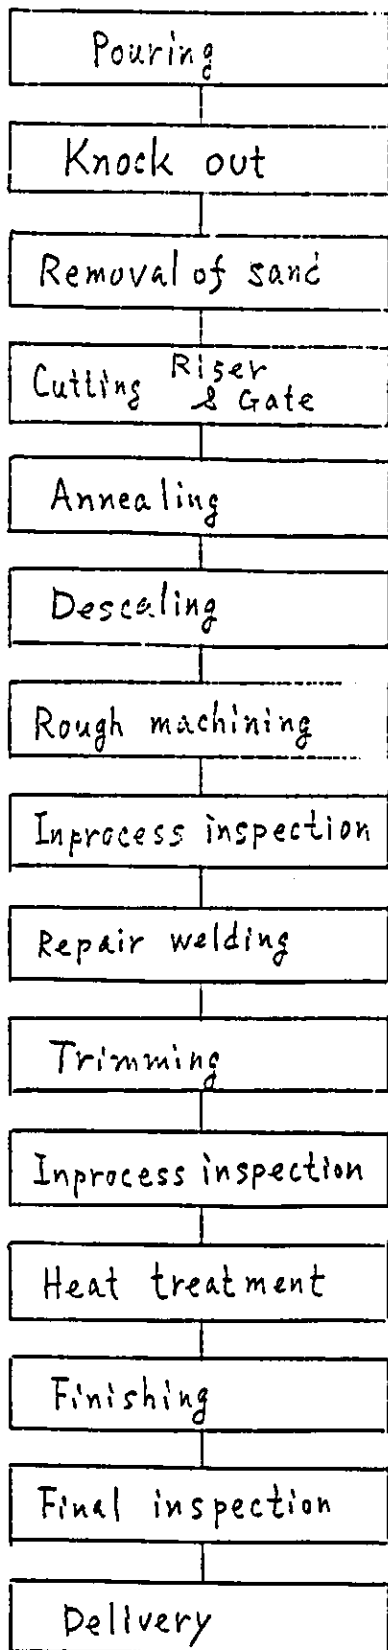 Pouring
Knock out
Removal of sand
Cutting Riser
& Gate
Annealing
Descaling
Rough machining
Inprocess inspection
Repair welding
Trimming
Inprocess inspection
Heat treatment
Finishing
Final inspection
Delivery